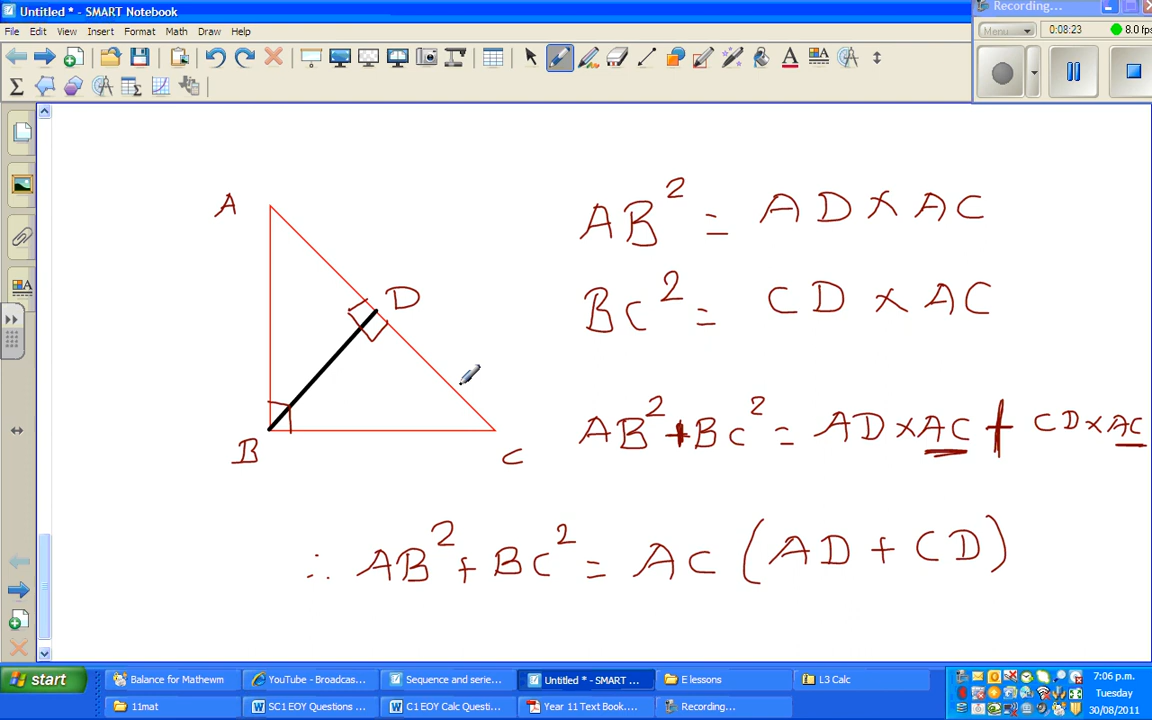 Untitled * - SMART Notebook
Recording...
File Edit View Insert Format Math Draw Help
Menu
0:08:23
8.0 fps
A
D
B
C
AB² = AD × AC
BC² = CD × AC
AB² + BC² = AD × AC + CD × AC
∴ AB² + BC² = AC (AD + CD)
start
Balance for Mathewm
YouTube - Broadcas...
Sequence and serie...
Untitled * - SMART ...
E lessons
L3 Calc
11mat
SC1 EOY Questions ...
C1 EOY Calc Questi...
Year 11 Text Book....
Recording...
7:06 p.m.
Tuesday
30/08/2011